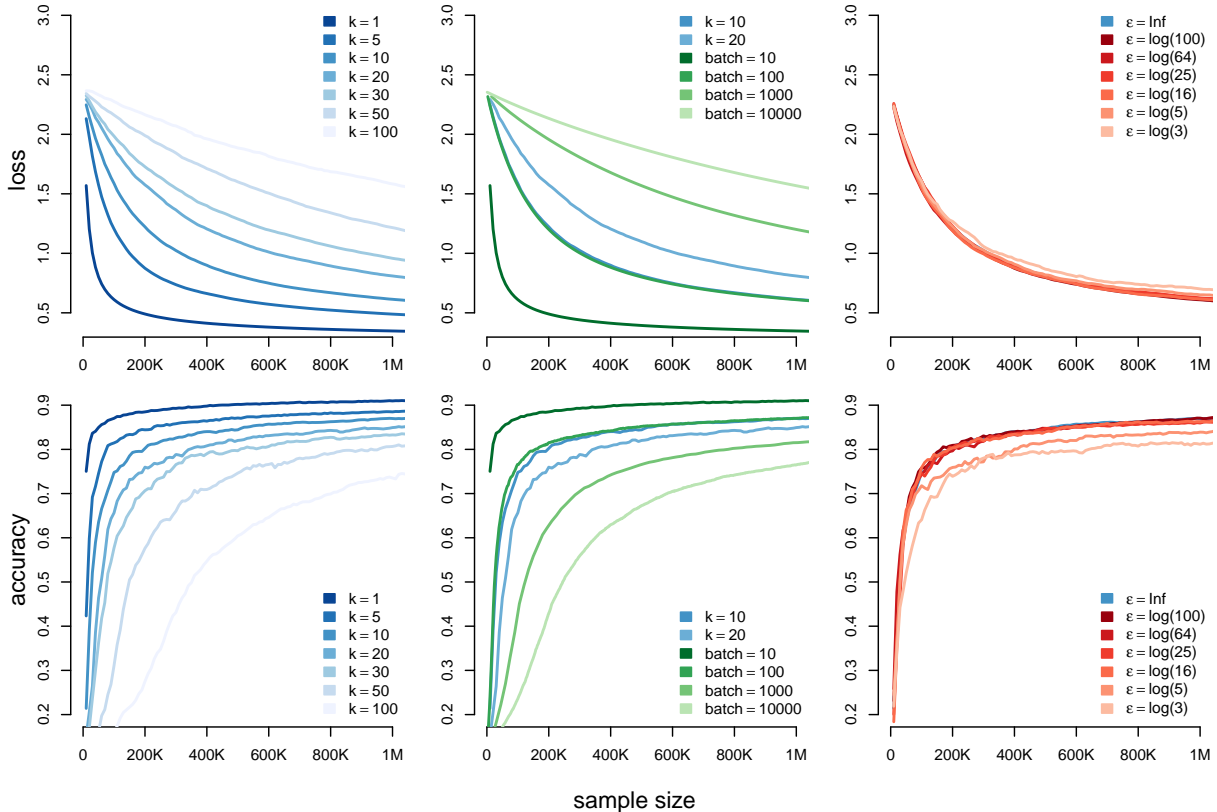 loss
3.0
2.5
2.0
1.5
1.0
0.5
0
200K
400K
600K
800K
1M
k = 1
k = 5
k = 10
k = 20
k = 30
k = 50
k = 100
3.0
2.5
2.0
1.5
1.0
0.5
0
200K
400K
600K
800K
1M
k = 10
k = 20
batch = 10
batch = 100
batch = 1000
batch = 10000
3.0
2.5
2.0
1.5
1.0
0.5
0
200K
400K
600K
800K
1M
ε = Inf
ε = log(100)
ε = log(64)
ε = log(25)
ε = log(16)
ε = log(5)
ε = log(3)
accuracy
0.9
0.8
0.7
0.6
0.5
0.4
0.3
0.2
0
200K
400K
600K
800K
1M
k = 1
k = 5
k = 10
k = 20
k = 30
k = 50
k = 100
0.9
0.8
0.7
0.6
0.5
0.4
0.3
0.2
0
200K
400K
600K
800K
1M
k = 10
k = 20
batch = 10
batch = 100
batch = 1000
batch = 10000
0.9
0.8
0.7
0.6
0.5
0.4
0.3
0.2
0
200K
400K
600K
800K
1M
ε = Inf
ε = log(100)
ε = log(64)
ε = log(25)
ε = log(16)
ε = log(5)
ε = log(3)
sample size